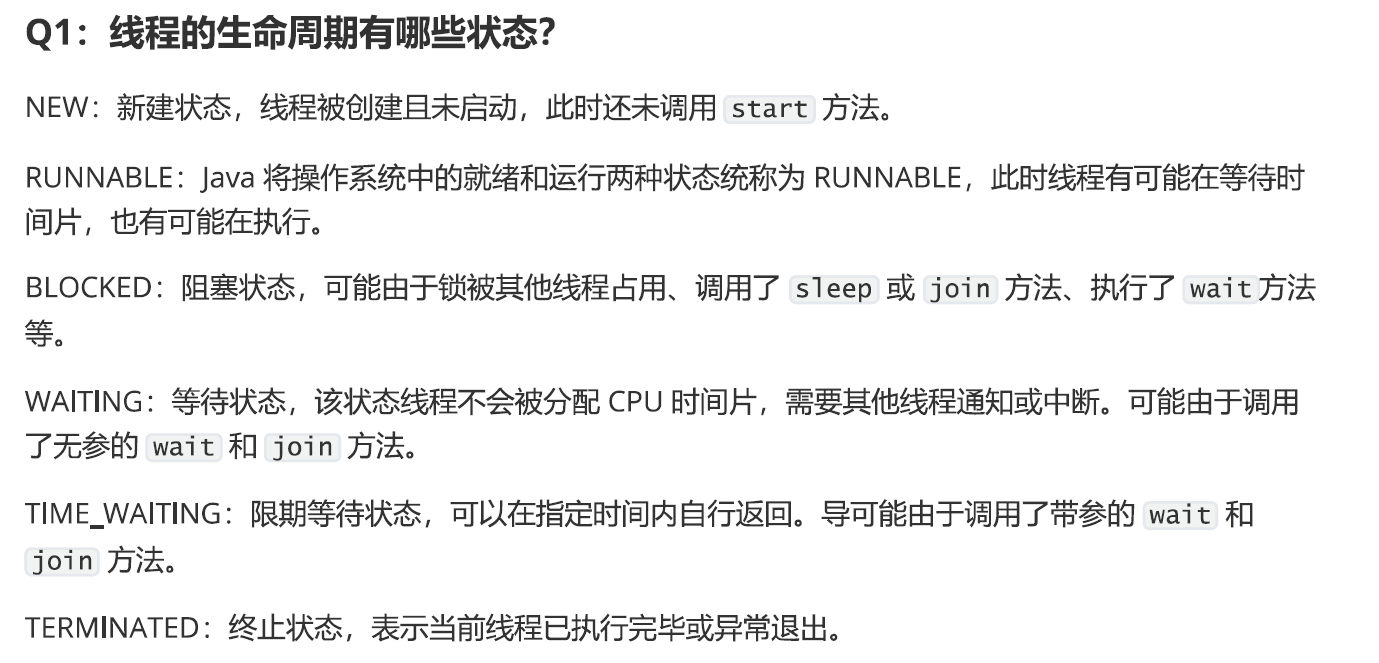 Q1：线程的生命周期有哪些状态？
NEW：新建状态，线程被创建且未启动，此时还未调用 start 方法。
RUNNABLE：Java 将操作系统中的就绪和运行两种状态统称为 RUNNABLE，此时线程有可能在等待时
间片，也有可能在执行。
BLOCKED：阻塞状态，可能由于锁被其他线程占用、调用了 sleep 或 join 方法、执行了 wait方法
等。
WAITING：等待状态，该状态线程不会被分配 CPU 时间片，需要其他线程通知或中断。可能由于调用
了无参的 wait 和 join 方法。
TIME_WAITING：限期等待状态，可以在指定时间内自行返回。导可能由于调用了带参的 wait 和
join 方法。
TERMINATED：终止状态，表示当前线程已执行完毕或异常退出。